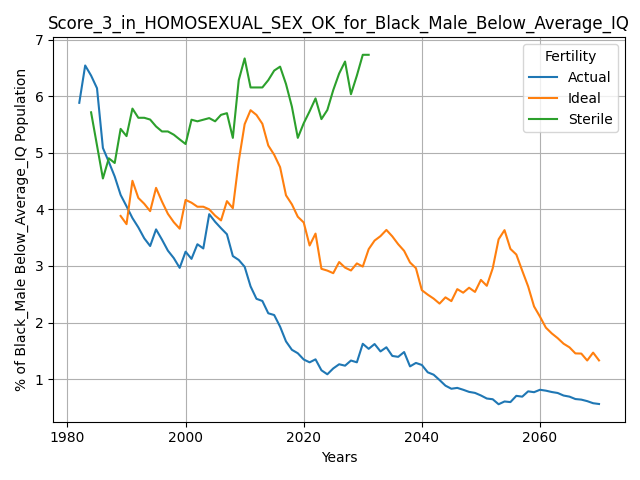 Score_3_in_HOMOSEXUAL_SEX_OK_for_Black_Male_Below_Average_IQ
% of Black_Male Below_Average_IQ Population
7
6
5
4
3
2
1
Fertility
Actual
Ideal
Sterile
1980
2000
2020
2040
2060
Years